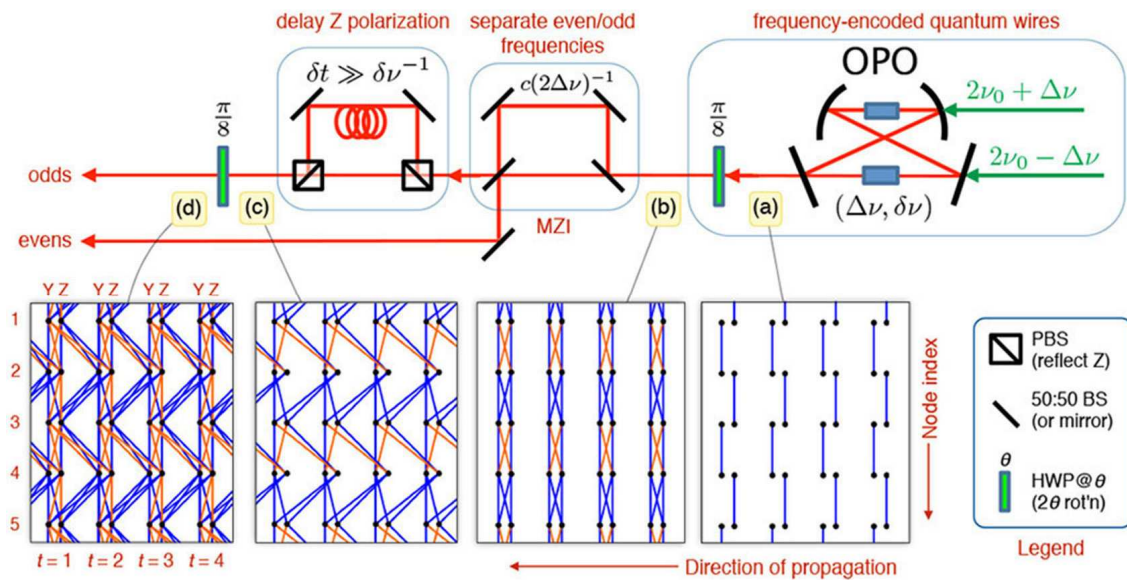 delay Z polarization
separate even/odd
frequencies
frequency-encoded quantum wires
δt ≫ δν⁻¹
c(2Δν)⁻¹
OPO
2ν₀ + Δν
2ν₀ − Δν
(Δν, δν)
π/8
π/8
odds
evens
MZI
(d)
(c)
(b)
(a)
Y Z Y Z Y Z Y Z
1
2
3
4
5
t = 1 t = 2 t = 3 t = 4
Direction of propagation
Node index
PBS
(reflect Z)
50:50 BS
(or mirror)
θ
HWP@θ
(2θ rot'n)
Legend